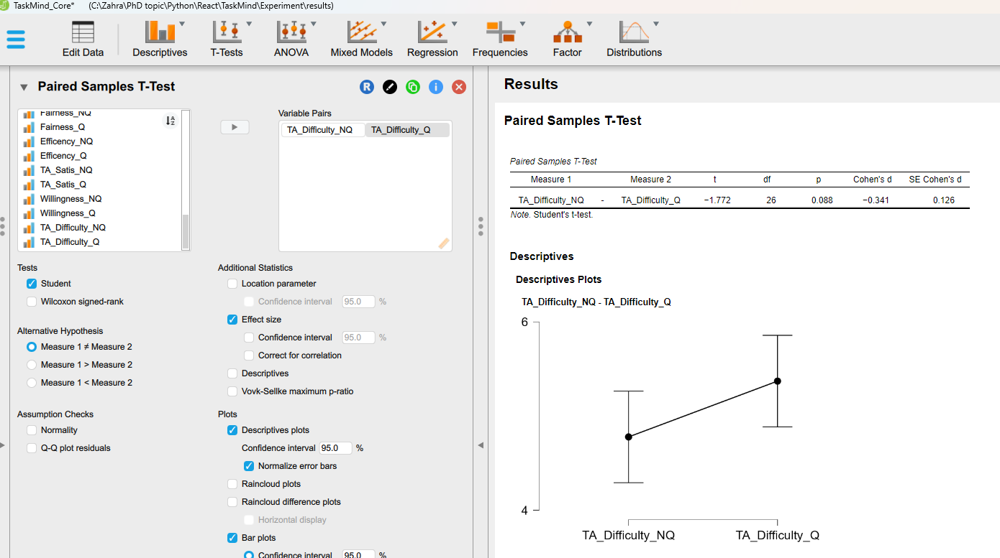 TaskMind_Core* (C:\Zahra\PhD topic\Python\React\TaskMind\Experiment\results)
Edit Data Descriptives T-Tests ANOVA Mixed Models Regression Frequencies Factor Distributions
Paired Samples T-Test
R i
Fairness_NQ
Fairness_Q
Efficency_NQ
Efficency_Q
TA_Satis_NQ
TA_Satis_Q
Willingness_NQ
Willingness_Q
TA_Difficulty_NQ
TA_Difficulty_Q
A
Z
Variable Pairs
TA_Difficulty_NQ TA_Difficulty_Q
Tests
Student
Wilcoxon signed-rank
Alternative Hypothesis
Measure 1 ≠ Measure 2
Measure 1 > Measure 2
Measure 1 < Measure 2
Assumption Checks
Normality
Q-Q plot residuals
Additional Statistics
Location parameter
Confidence interval 95.0 %
Effect size
Confidence interval 95.0 %
Correct for correlation
Descriptives
Vovk-Sellke maximum p-ratio
Plots
Descriptives plots
Confidence interval 95.0 %
Normalize error bars
Raincloud plots
Raincloud difference plots
Horizontal display
Bar plots
Confidence interval 95.0 %
Results
Paired Samples T-Test
Paired Samples T-Test
Measure 1 Measure 2 t df p Cohen's d SE Cohen's d
TA_Difficulty_NQ - TA_Difficulty_Q −1.772 26 0.088 −0.341 0.126
Note. Student's t-test.
Descriptives
Descriptives Plots
TA_Difficulty_NQ - TA_Difficulty_Q
6
4
TA_Difficulty_NQ TA_Difficulty_Q